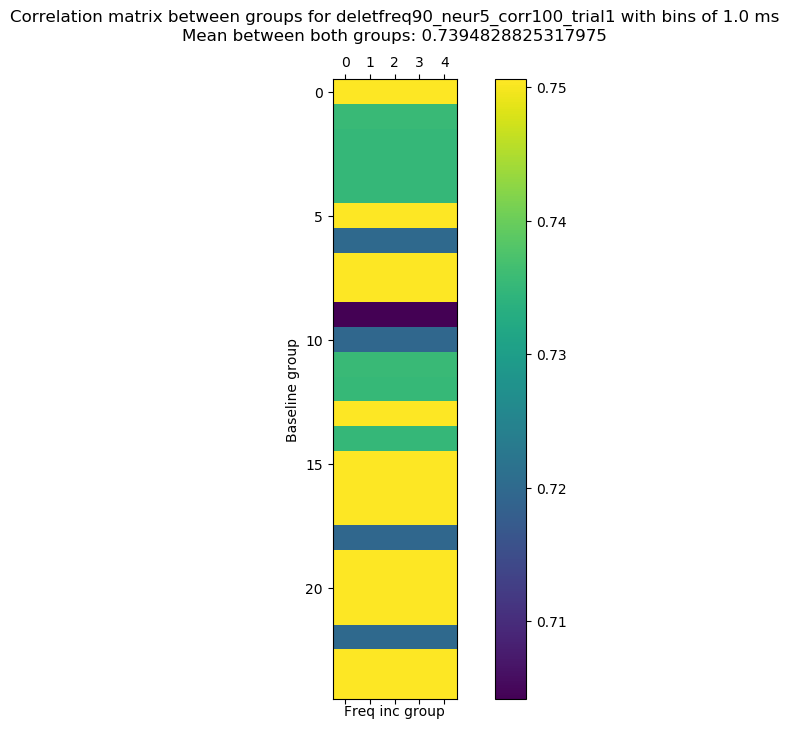 Correlation matrix between groups for deletfreq90_neur5_corr100_trial1 with bins of 1.0 ms
Mean between both groups: 0.7394828825317975
0 1 2 3 4
0
5
10
15
20
Baseline group
Freq inc group
0.75
0.74
0.73
0.72
0.71